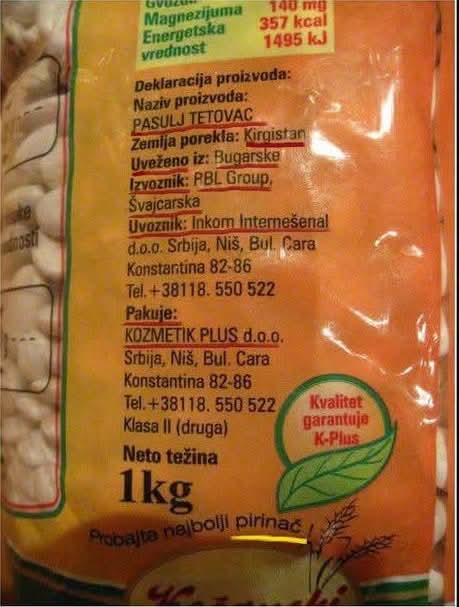 Magnezijuma
140 mg
Energetska
vrednost
357 kcal
1495 kJ
Deklaracija proizvoda:
Naziv proizvoda:
PASULJ TETOVAC
Zemlja porekla: Kirgistan
Uveženo iz: Bugarske
Izvoznik: PBL Group,
Švajcarska
Uvoznik: Inkom Internešenal
d.o.o. Srbija, Niš, Bul. Cara
Konstantina 82-86
Tel.+38118. 550 522
Pakuje:
KOZMETIK PLUS d.o.o.
Srbija, Niš, Bul. Cara
Konstantina 82-86
Tel.+38118. 550 522
Klasa II (druga)
Neto težina
1kg
Kvalitet
garantuje
K-Plus
Probajte najbolji pirinač